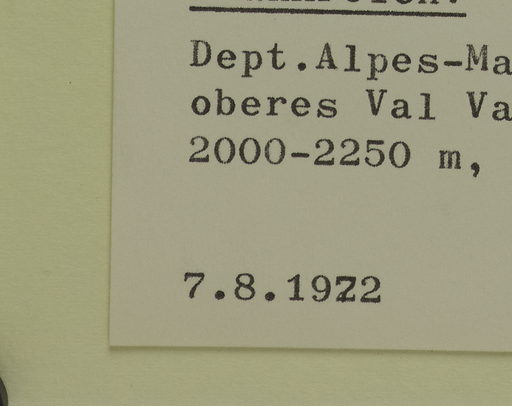 Dept.Alpes-Ma
oberes Val Va
2000-2250 m,
7.8.1972